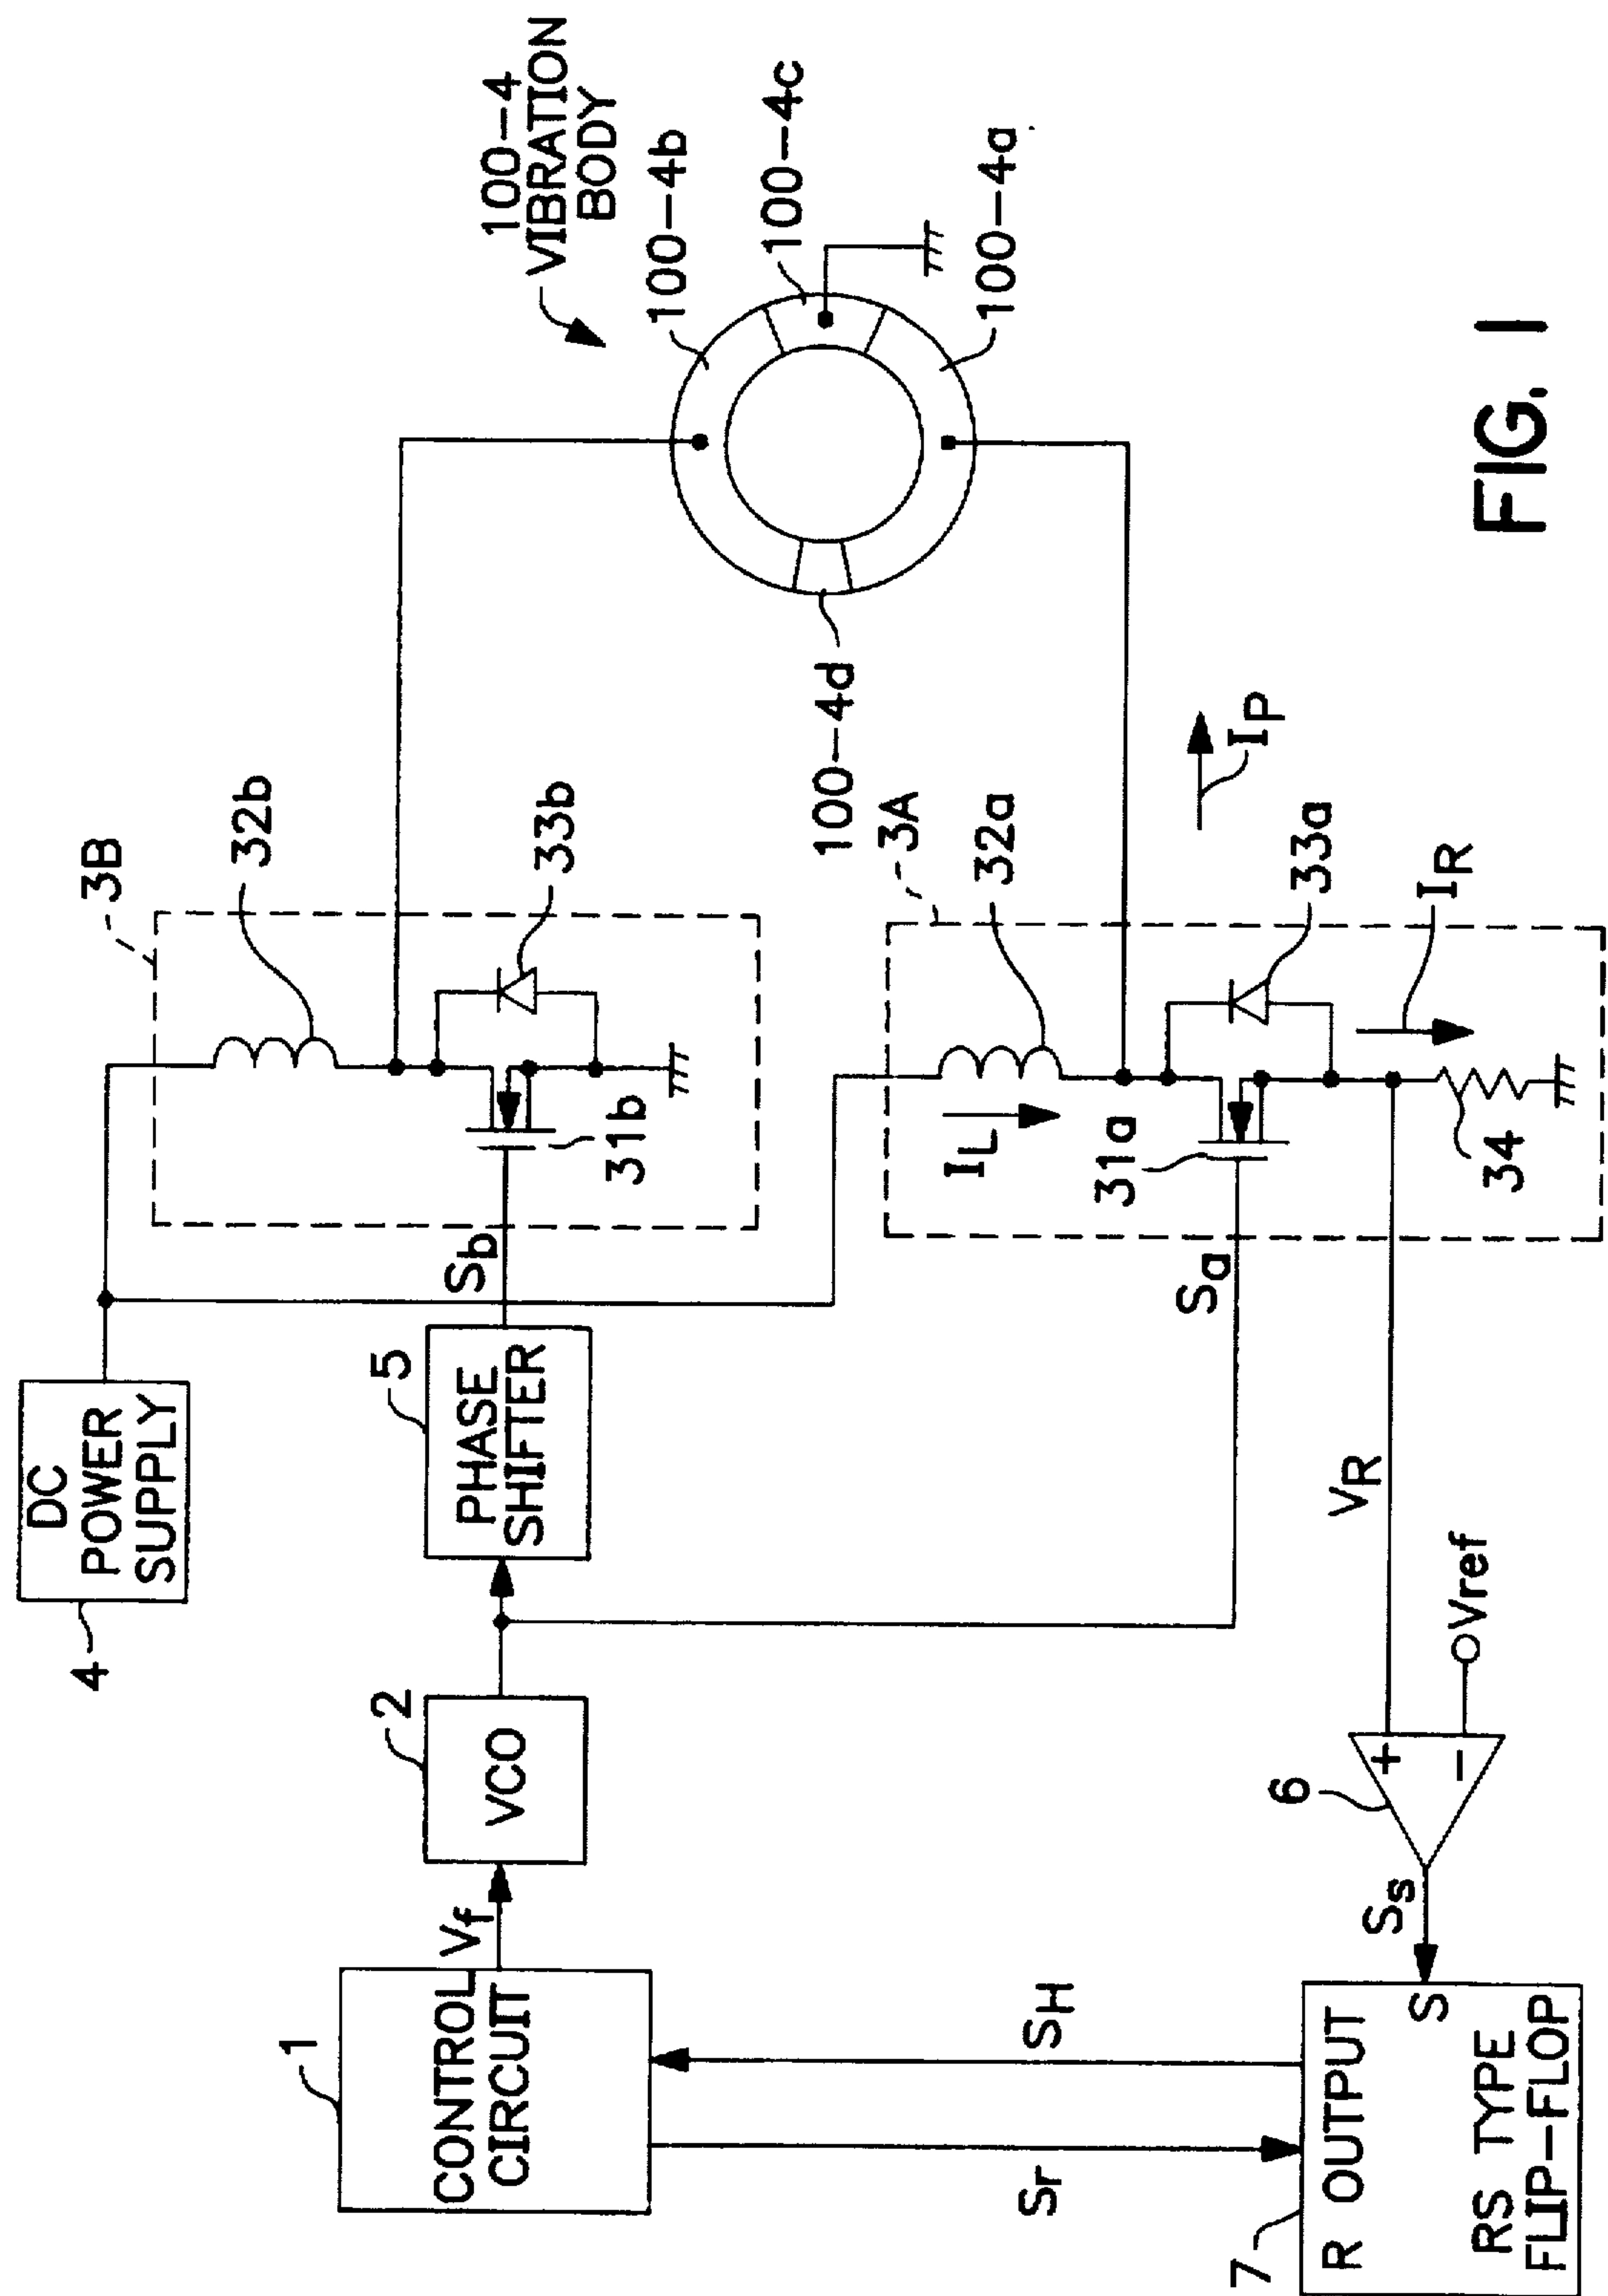 4
DC
POWER
SUPPLY
3B
32b
33b
31b
Sb
5
PHASE
SHIFTER
2
VCO
Vf
1
CONTROL
CIRCUIT
100-4
VIBRATION
BODY
100-4b
100-4c
100-4a
100-4d
3A
32a
IL
31a
33a
IP
IR
34
Sa
VR
Vref
6
+
−
Ss
SH
Sr
7
R OUTPUT
S
RS TYPE
FLIP-FLOP
FIG. 1